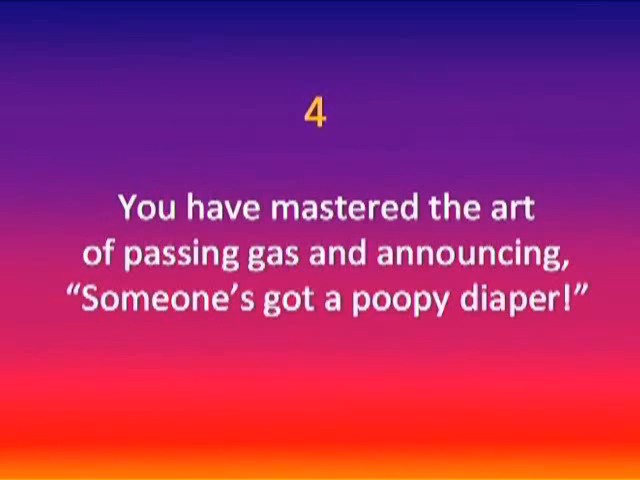 4
You have mastered the art
of passing gas and announcing,
“Someone’s got a poopy diaper!”